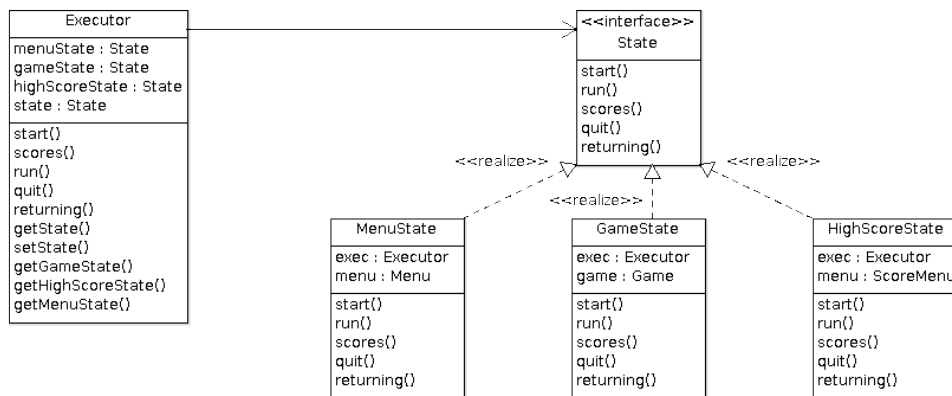 Executor
menuState : State
gameState : State
highScoreState : State
state : State
start()
scores()
run()
quit()
returning()
getState()
setState()
getGameState()
getHighScoreState()
getMenuState()
<<interface>>
State
start()
run()
scores()
quit()
returning()
<<realize>>
<<realize>>
<<realize>>
MenuState
exec : Executor
menu : Menu
start()
run()
scores()
quit()
returning()
GameState
exec : Executor
game : Game
start()
run()
scores()
quit()
returning()
HighScoreState
exec : Executor
menu : ScoreMenu
start()
run()
scores()
quit()
returning()